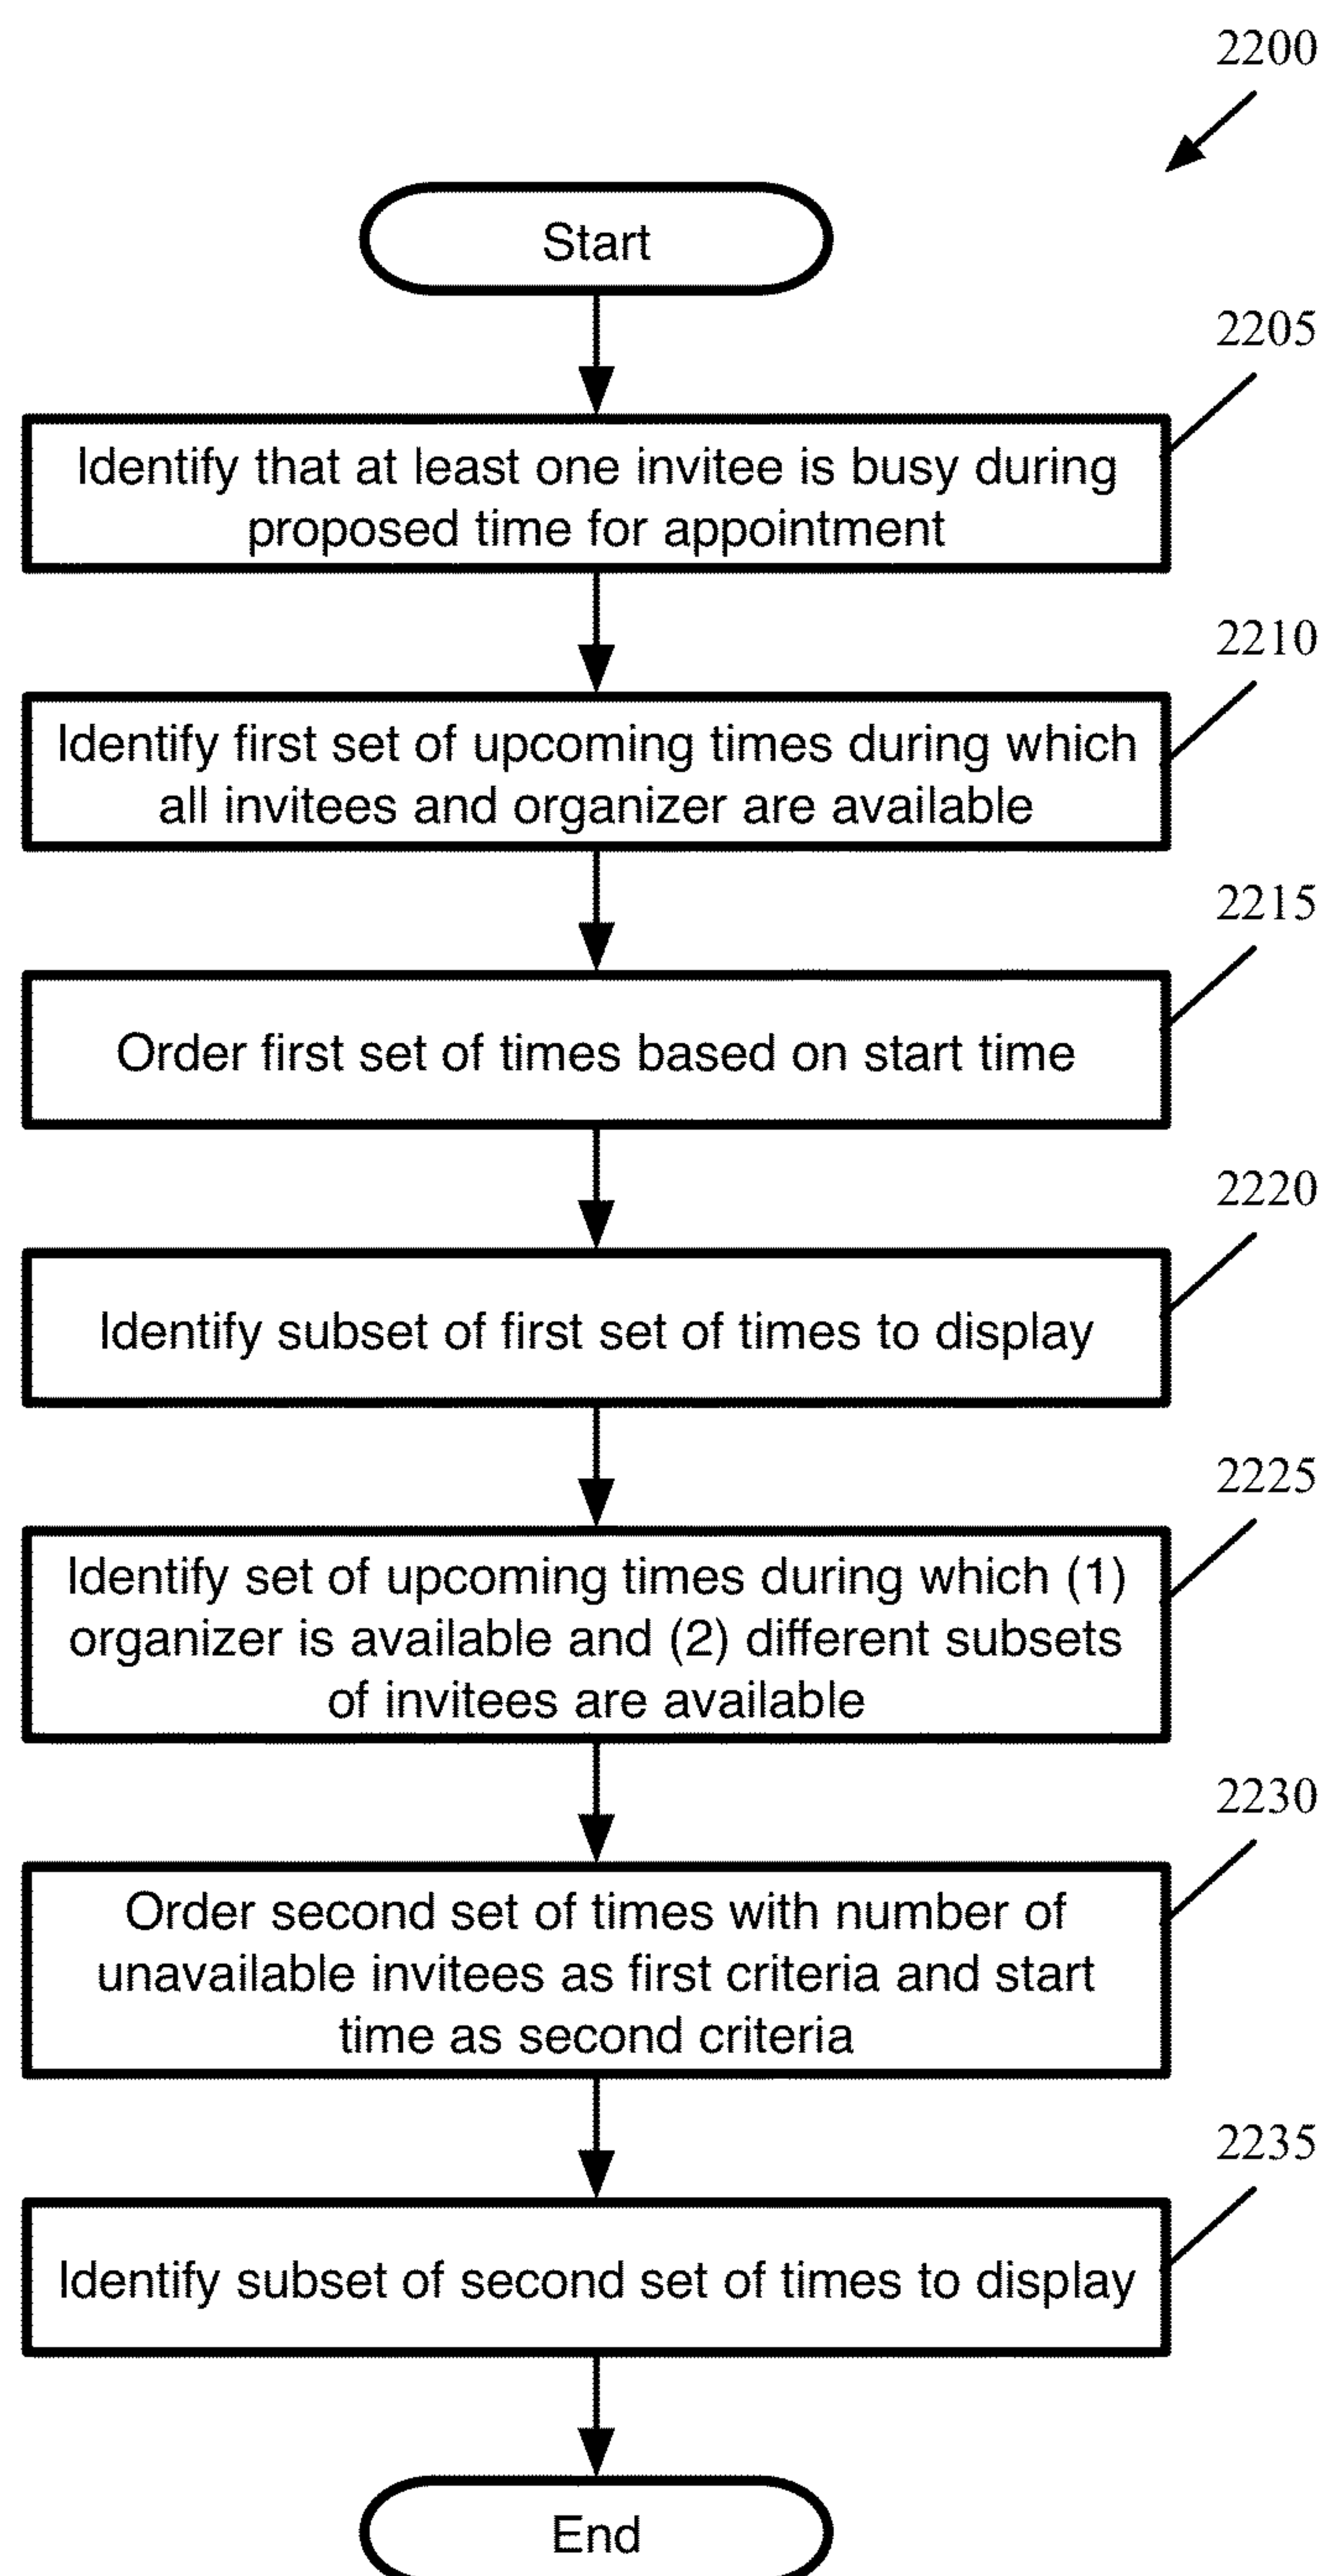 2200
Start
2205
Identify that at least one invitee is busy during
proposed time for appointment
2210
Identify first set of upcoming times during which
all invitees and organizer are available
2215
Order first set of times based on start time
2220
Identify subset of first set of times to display
2225
Identify set of upcoming times during which (1)
organizer is available and (2) different subsets
of invitees are available
2230
Order second set of times with number of
unavailable invitees as first criteria and start
time as second criteria
2235
Identify subset of second set of times to display
End